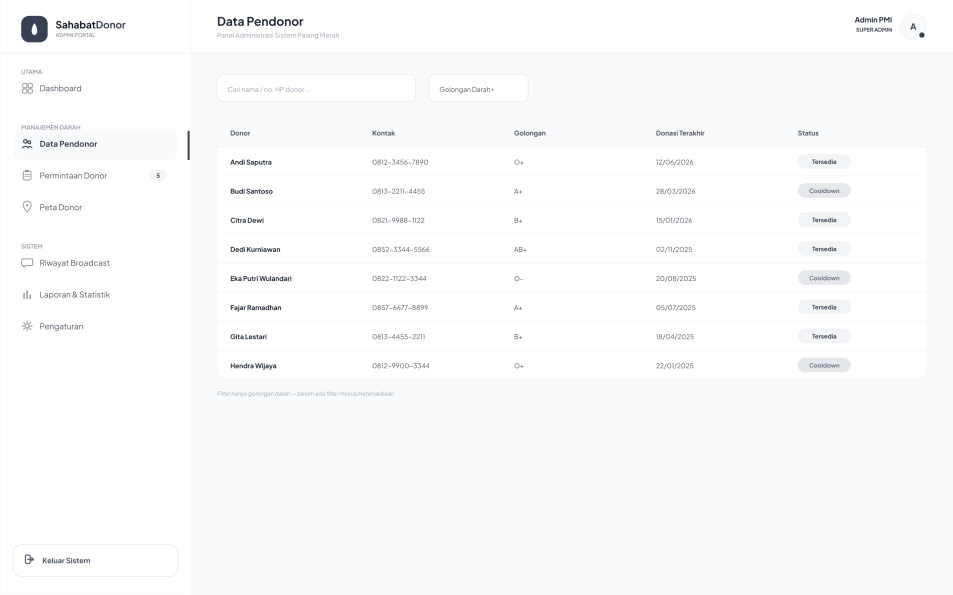 SahabatDonor
ADMIN PORTAL
UTAMA
Dashboard
MANAJEMEN DARAH
Data Pendonor
Permintaan Donor 5
Peta Donor
SISTEM
Riwayat Broadcast
Laporan & Statistik
Pengaturan
Keluar Sistem
Data Pendonor
Panel Administrasi Sistem Palang Merah
Admin PMI
SUPER ADMIN
A
Cari nama / no. HP donor...
Golongan Darah
Donor Kontak Golongan Donasi Terakhir Status
Andi Saputra 0812-3456-7890 O+ 12/06/2026 Tersedia
Budi Santoso 0813-2211-4455 A+ 28/03/2026 Cooldown
Citra Dewi 0821-9988-1122 B+ 15/01/2026 Tersedia
Dedi Kurniawan 0852-3344-5566 AB+ 02/11/2025 Tersedia
Eka Putri Wulandari 0822-1122-3344 O- 20/08/2025 Cooldown
Fajar Ramadhan 0857-6677-8899 A+ 05/07/2025 Tersedia
Gita Lestari 0813-4455-2211 B+ 18/04/2025 Tersedia
Hendra Wijaya 0812-9900-3344 O+ 22/01/2025 Cooldown
Filter hanya golongan darah — belum ada filter rhesus/ketersediaan